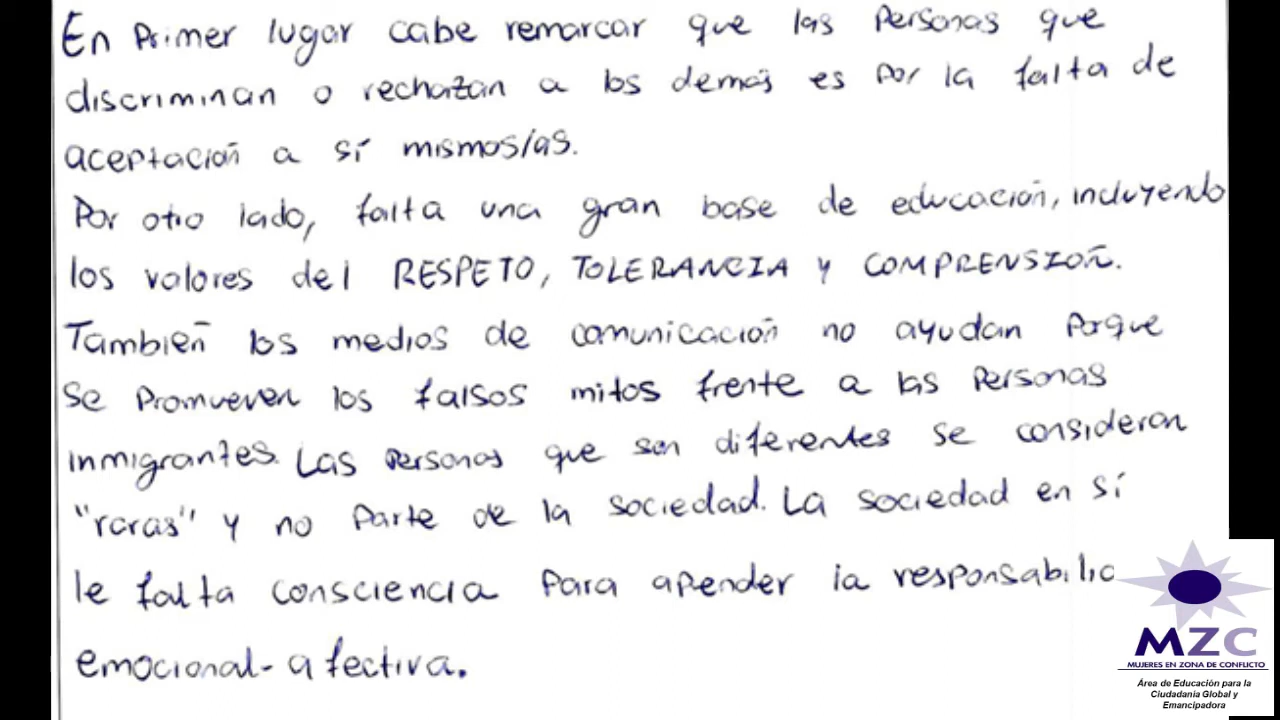 En Primer lugar cabe remarcar que las Personas que
discriminan o rechazan a los demás es por la falta de
aceptación a sí mismos/as.
Por otro lado, falta una gran base de educación, incluyendo
los valores del RESPETO, TOLERANCIA y COMPRENSIÓN.
También los medios de comunicación no ayudan porque
se promueven los falsos mitos frente a las Personas
inmigrantes. Las personas que son diferentes se consideran
"raras" y no parte de la sociedad. La sociedad en sí
le falta consciencia para apender la
emocional-afectiva.
MZC
MUJERES EN ZONA DE CONFLICTO
Área de Educación para la
Ciudadanía Global y
Emancipadora